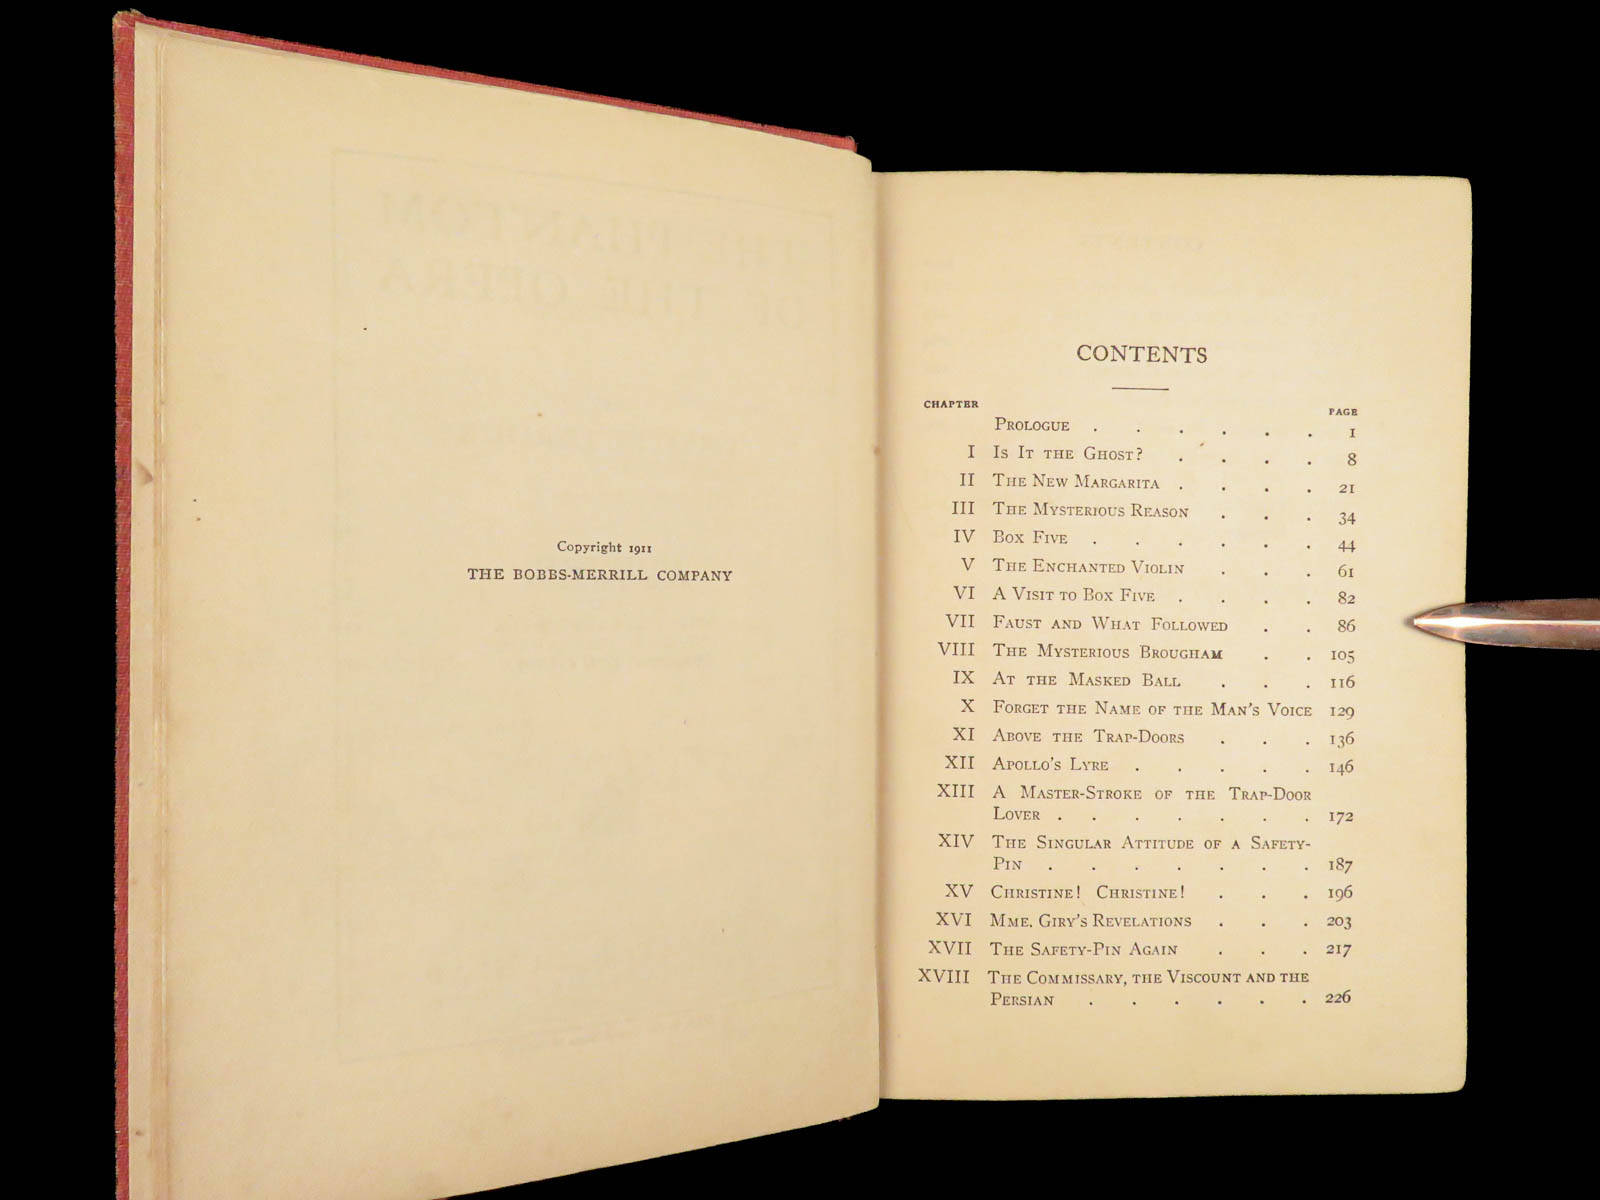 Copyright 1911
THE BOBBS-MERRILL COMPANY
CONTENTS
CHAPTER PAGE
PROLOGUE . . . . . . 1
I IS IT THE GHOST? . . . . 8
II THE NEW MARGARITA . . . . 21
III THE MYSTERIOUS REASON . . . 34
IV BOX FIVE . . . . . . 44
V THE ENCHANTED VIOLIN . . . 61
VI A VISIT TO BOX FIVE . . . . 82
VII FAUST AND WHAT FOLLOWED . . 86
VIII THE MYSTERIOUS BROUGHAM . . 105
IX AT THE MASKED BALL . . . 116
X FORGET THE NAME OF THE MAN'S VOICE 129
XI ABOVE THE TRAP-DOORS . . . 136
XII APOLLO'S LYRE . . . . . 146
XIII A MASTER-STROKE OF THE TRAP-DOOR
LOVER . . . . . . . 172
XIV THE SINGULAR ATTITUDE OF A SAFETY-
PIN . . . . . . . 187
XV CHRISTINE! CHRISTINE! . . . 196
XVI MME. GIRY'S REVELATIONS . . . 203
XVII THE SAFETY-PIN AGAIN . . . 217
XVIII THE COMMISSARY, THE VISCOUNT AND THE
PERSIAN . . . . . . 226